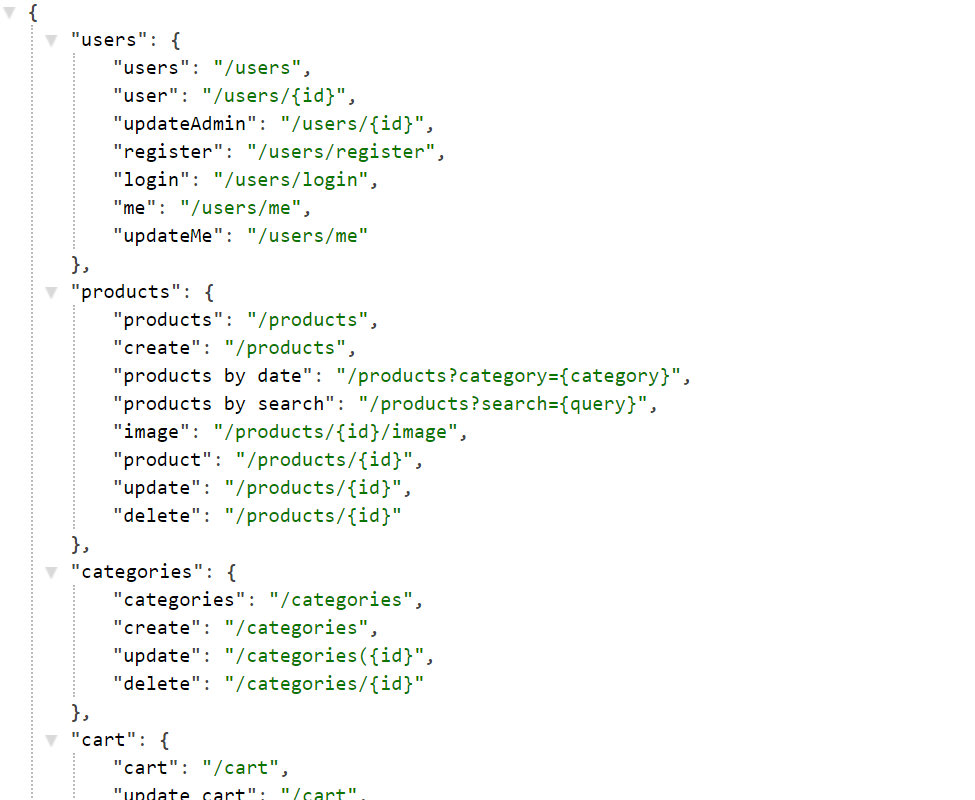 {
"users": {
"users": "/users",
"user": "/users/{id}",
"updateAdmin": "/users/{id}",
"register": "/users/register",
"login": "/users/login",
"me": "/users/me",
"updateMe": "/users/me"
},
"products": {
"products": "/products",
"create": "/products",
"products by date": "/products?category={category}",
"products by search": "/products?search={query}",
"image": "/products/{id}/image",
"product": "/products/{id}",
"update": "/products/{id}",
"delete": "/products/{id}"
},
"categories": {
"categories": "/categories",
"create": "/categories",
"update": "/categories({id}",
"delete": "/categories/{id}"
},
"cart": {
"cart": "/cart",
"update cart": "/cart",